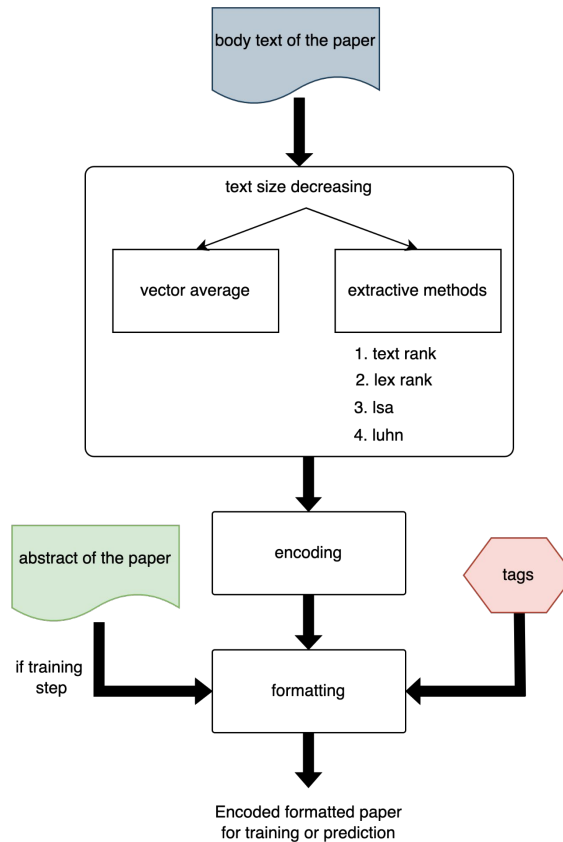 body text of the paper
text size decreasing
vector average
extractive methods
1. text rank
2. lex rank
3. lsa
4. luhn
encoding
abstract of the paper
tags
if training
step
formatting
Encoded formatted paper
for training or prediction